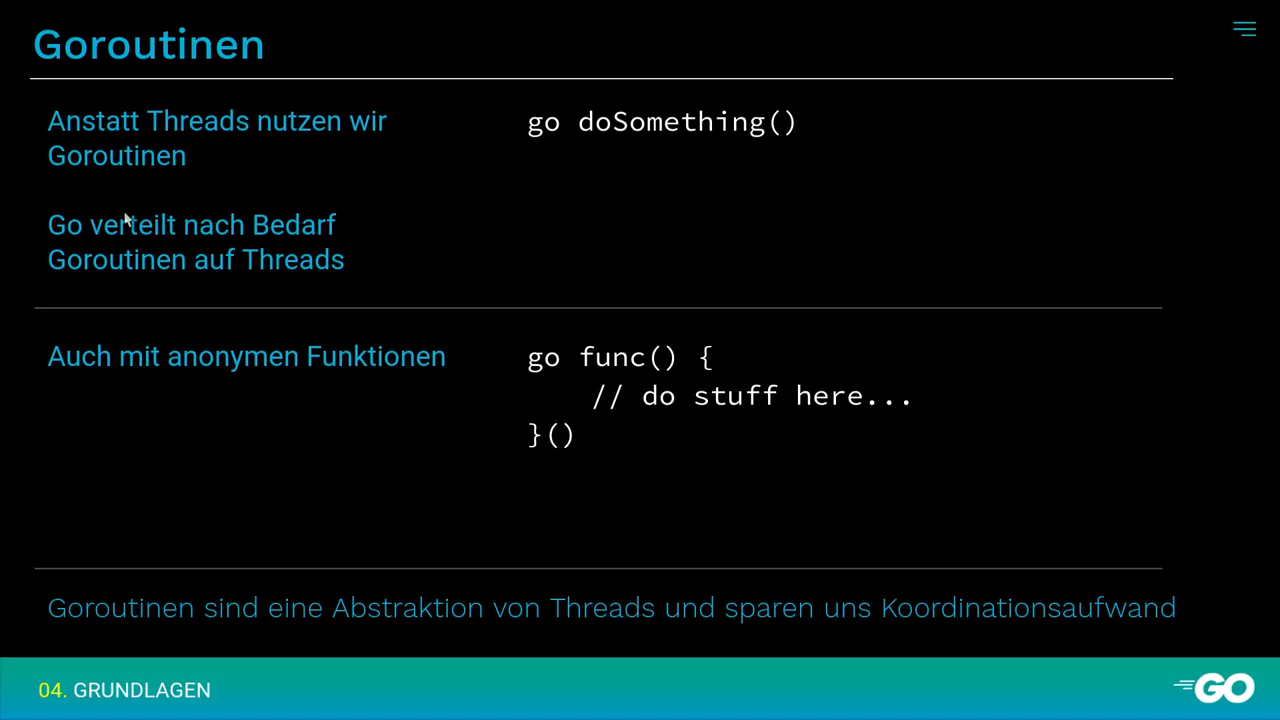 Goroutinen
Anstatt Threads nutzen wir
Goroutinen
go doSomething()
Go verteilt nach Bedarf
Goroutinen auf Threads
Auch mit anonymen Funktionen
go func() {
    // do stuff here...
}()
Goroutinen sind eine Abstraktion von Threads und sparen uns Koordinationsaufwand
04. GRUNDLAGEN
GO